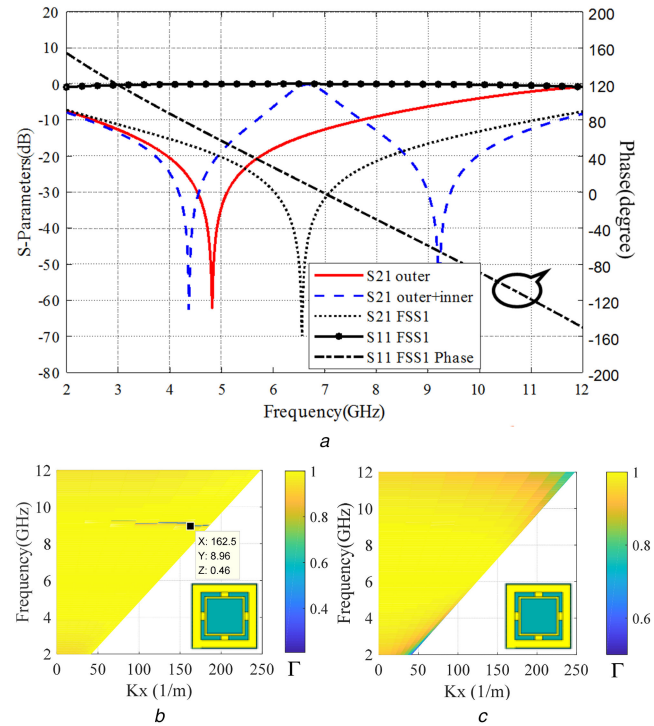 20
10
0
-10
-20
-30
-40
-50
-60
-70
-80
S-Parameters(dB)
200
160
120
80
40
0
-40
-80
-120
-160
-200
Phase(degree)
S21 outer
S21 outer+inner
S21 FSS1
S11 FSS1
S11 FSS1 Phase
2 3 4 5 6 7 8 9 10 11 12
Frequency(GHz)
a
12
10
8
6
4
2
Frequency(GHz)
X: 162.5
Y: 8.96
Z: 0.46
0 50 100 150 200 250
Kx (1/m)
1
0.8
0.6
0.4
Γ
b
12
10
8
6
4
2
Frequency(GHz)
0 50 100 150 200 250
Kx (1/m)
1
0.8
0.6
Γ
c